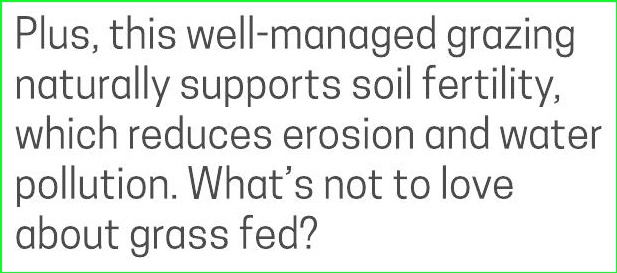 Plus, this well-managed grazing
naturally supports soil fertility,
which reduces erosion and water
pollution. What’s not to love
about grass fed?